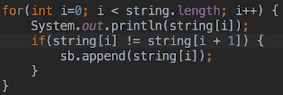 for(int i=0; i < string.length; i++) {
    System.out.println(string[i]);
    if(string[i] != string[i + 1]) {
        sb.append(string[i]);
    }
}